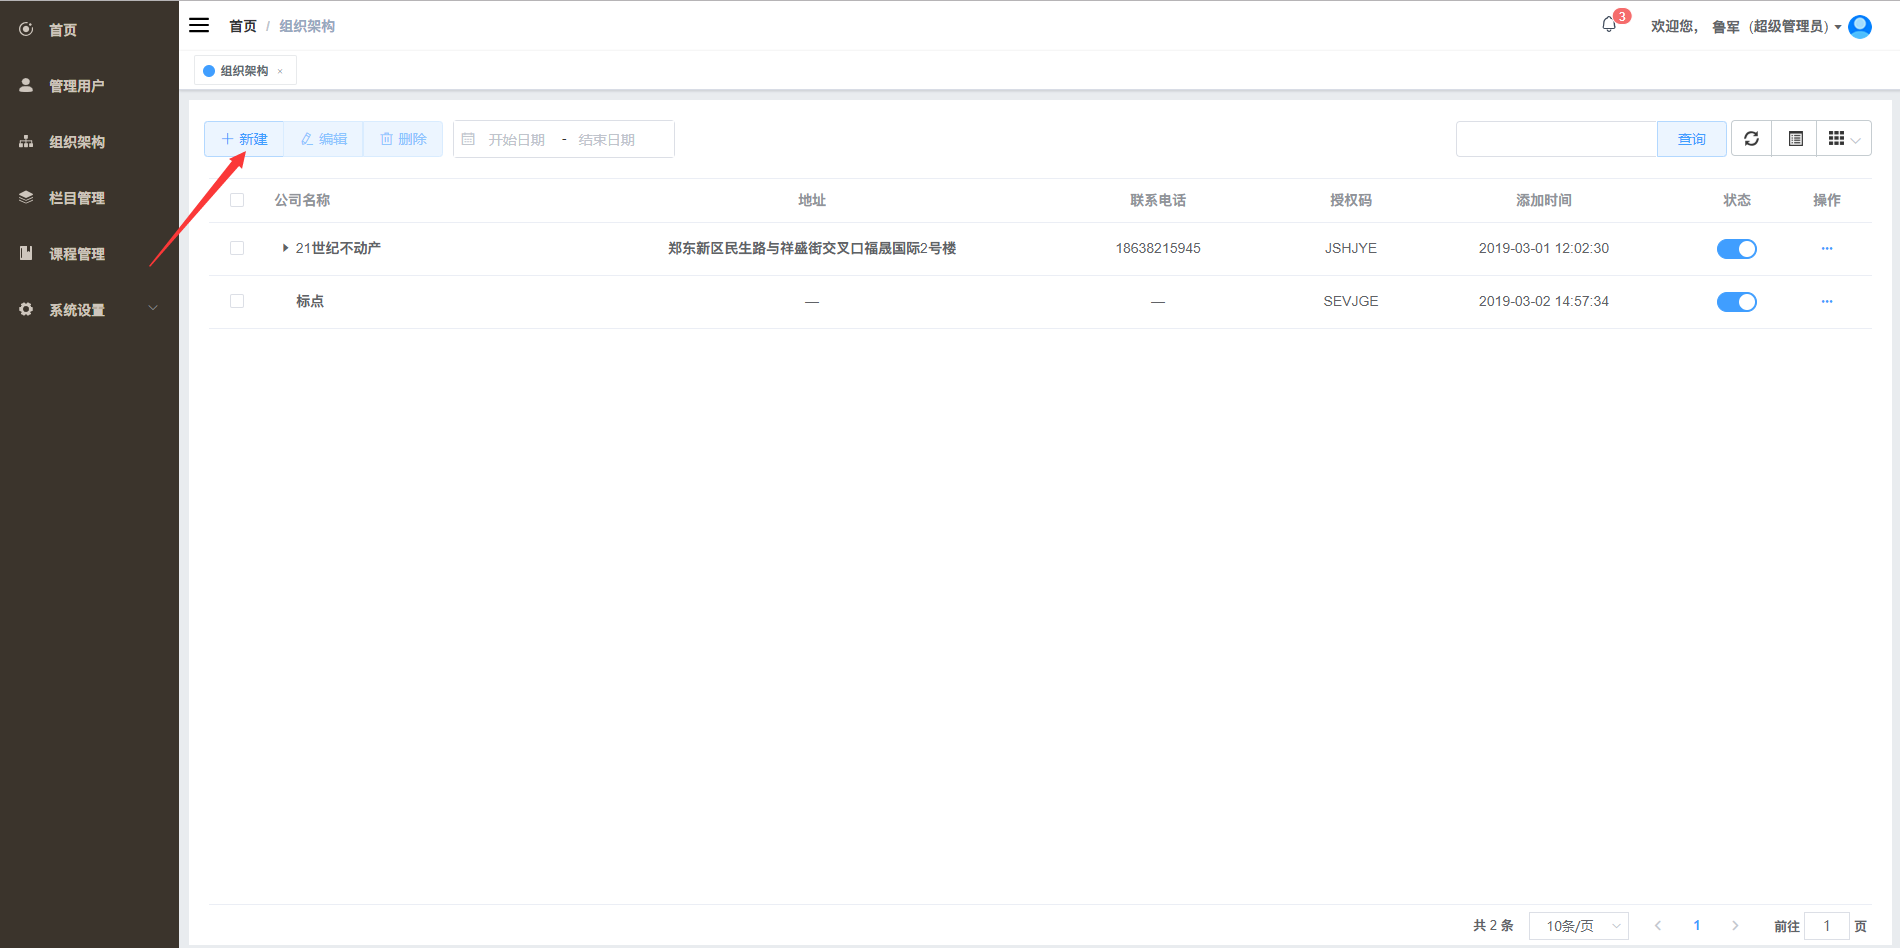 首页
管理用户
组织架构
栏目管理
课程管理
系统设置
首页 / 组织架构
3
欢迎您， 鲁军（超级管理员）
组织架构 ×
新建 编辑 删除 开始日期 - 结束日期 查询
公司名称 地址 联系电话 授权码 添加时间 状态 操作
21世纪不动产 郑东新区民生路与祥盛街交叉口福晟国际2号楼 18638215945 JSHJYE 2019-03-01 12:02:30
标点 — — SEVJGE 2019-03-02 14:57:34
共 2 条 10条/页 1 前往 1 页